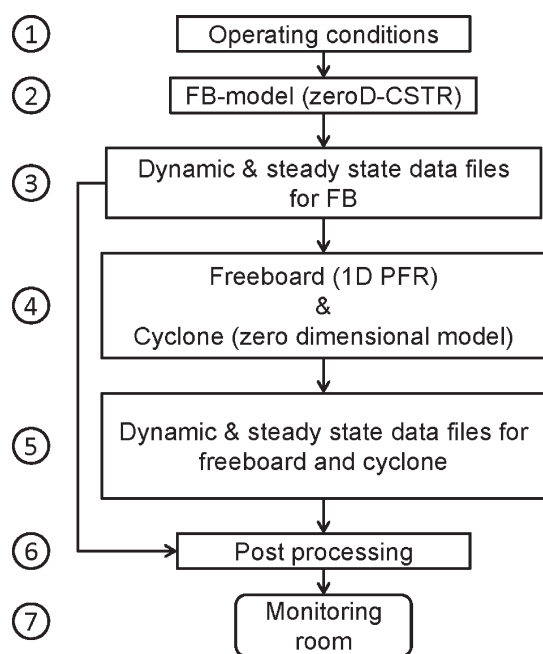 1
Operating conditions
2
FB-model (zeroD-CSTR)
3
Dynamic & steady state data files
for FB
4
Freeboard (1D PFR)
&
Cyclone (zero dimensional model)
5
Dynamic & steady state data files for
freeboard and cyclone
6
Post processing
7
Monitoring
room